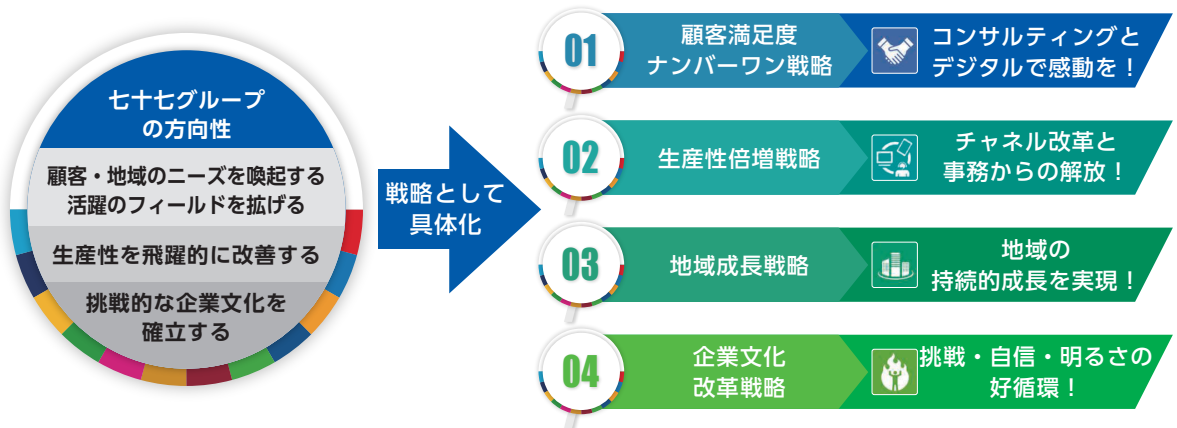 七十七グループ
の方向性
顧客・地域のニーズを喚起する
活躍のフィールドを拡げる
生産性を飛躍的に改善する
挑戦的な企業文化を
確立する
戦略として
具体化
01
顧客満足度
ナンバーワン戦略
コンサルティングと
デジタルで感動を！
02
生産性倍増戦略
チャネル改革と
事務からの解放！
03
地域成長戦略
地域の
持続的成長を実現！
04
企業文化
改革戦略
挑戦・自信・明るさの
好循環！